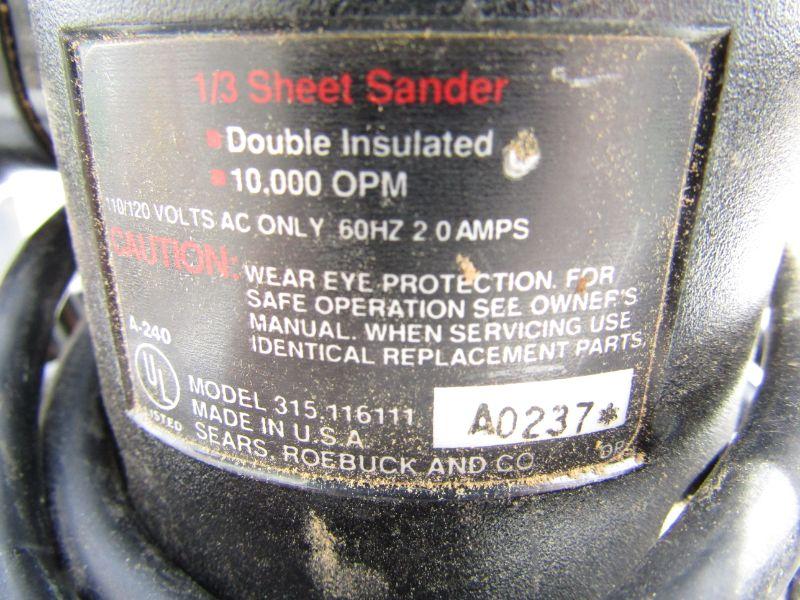 1/3 Sheet Sander
Double Insulated
10,000 OPM
110/120 VOLTS AC ONLY 60HZ 2.0 AMPS
CAUTION: WEAR EYE PROTECTION. FOR
SAFE OPERATION SEE OWNER'S
MANUAL. WHEN SERVICING USE
IDENTICAL REPLACEMENT PARTS.
A-240
UL
LISTED
MODEL 315.116111
MADE IN U.S.A
SEARS, ROEBUCK AND CO
A0237*